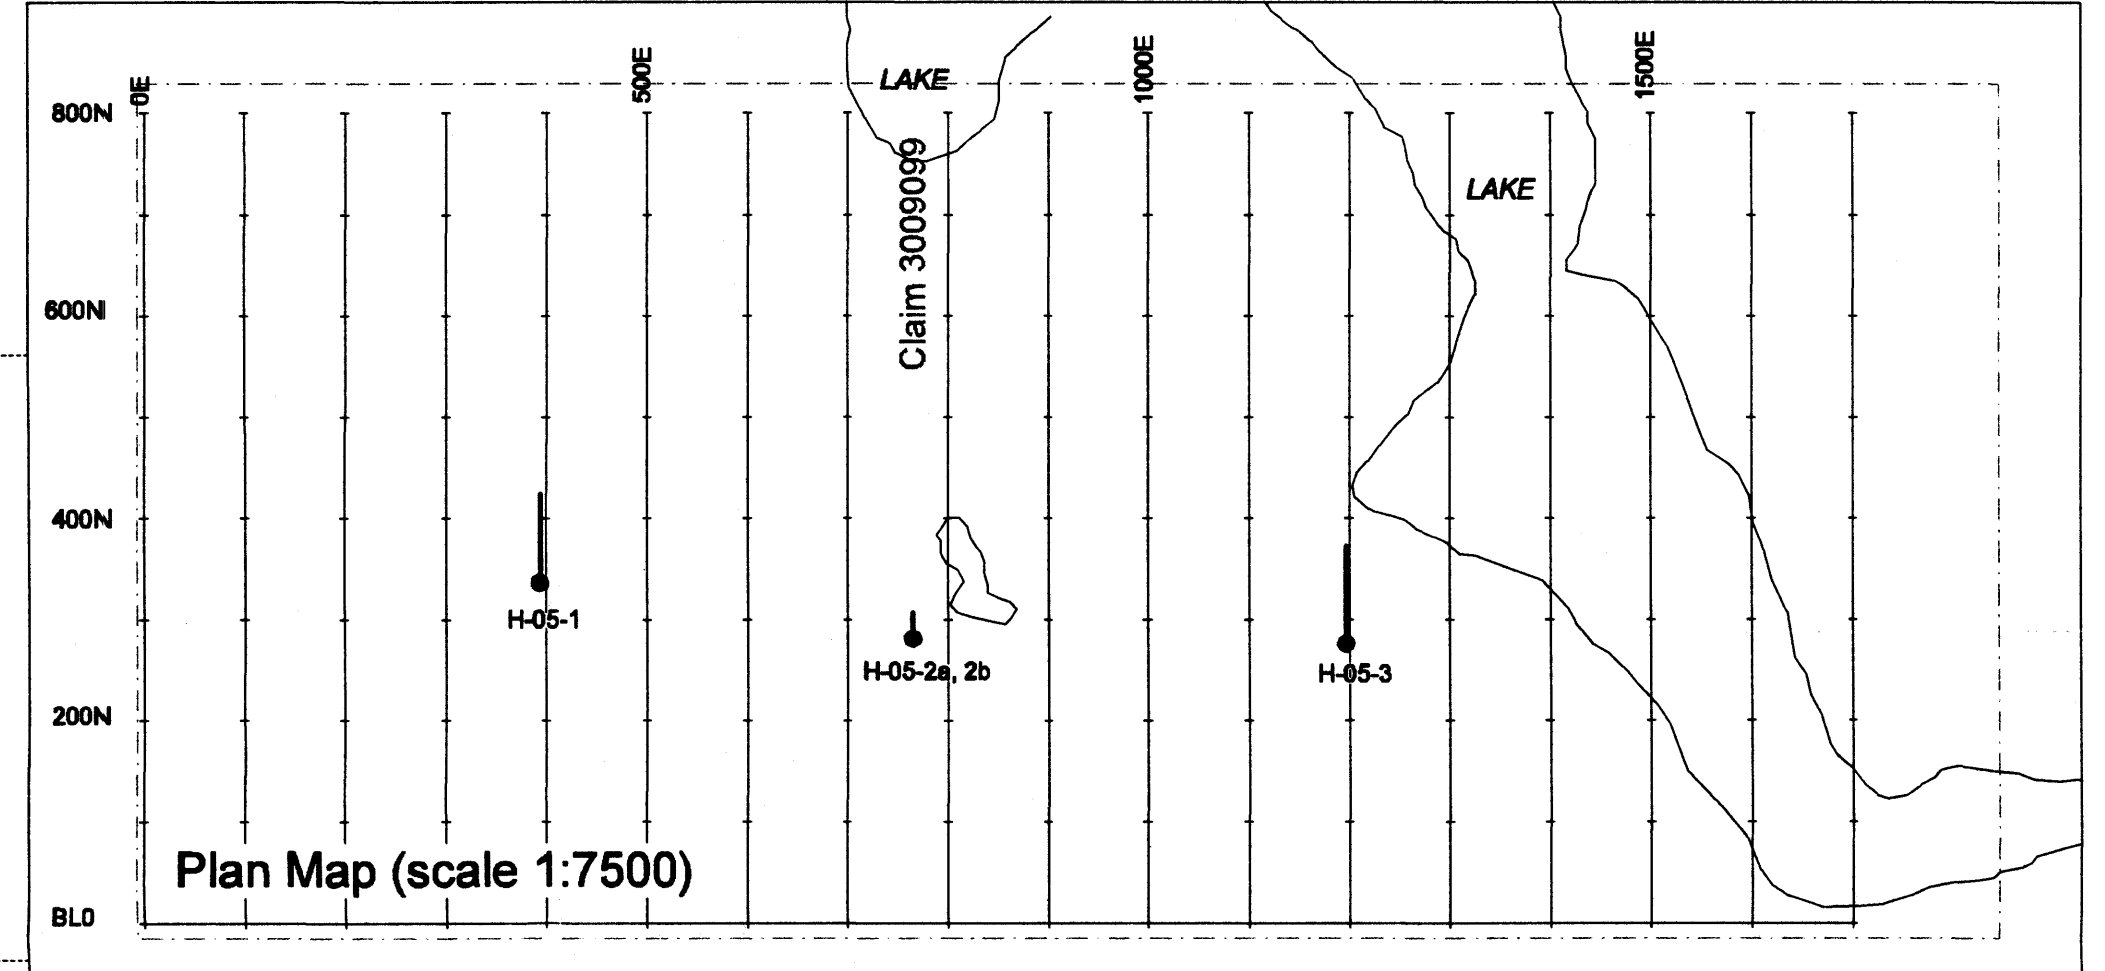 0E
500E
1000E
1500E
LAKE
800N
Claim 3009099
LAKE
600N
400N
H-05-1
H-05-2a, 2b
H-05-3
200N
Plan Map (scale 1:7500)
BL0